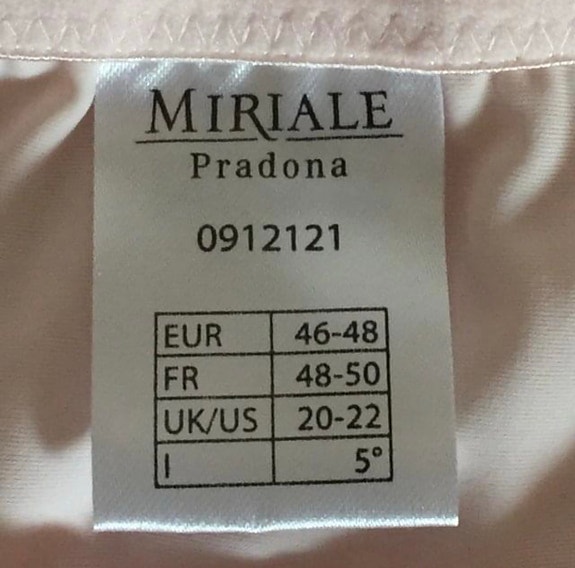 MIRIALE
Pradona
0912121
EUR 46-48
FR 48-50
UK/US 20-22
I 5°